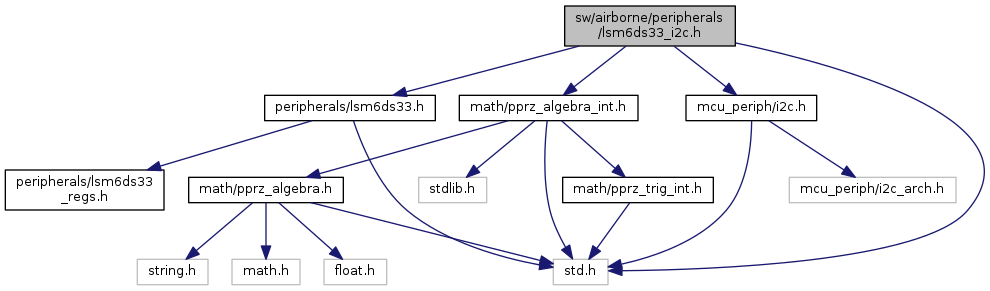 sw/airborne/peripherals
/lsm6ds33_i2c.h
peripherals/lsm6ds33.h
math/pprz_algebra_int.h
mcu_periph/i2c.h
peripherals/lsm6ds33
_regs.h
math/pprz_algebra.h
stdlib.h
math/pprz_trig_int.h
mcu_periph/i2c_arch.h
string.h
math.h
float.h
std.h